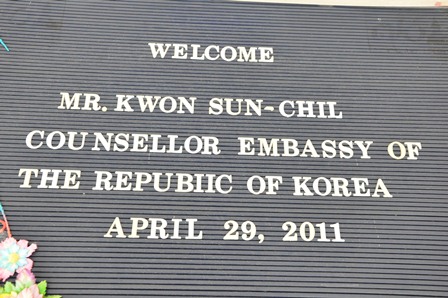 WELCOME
MR. KWON SUN-CHIL
COUNSELLOR EMBASSY OF
THE REPUBIIC OF KOREA
APRIL 29, 2011